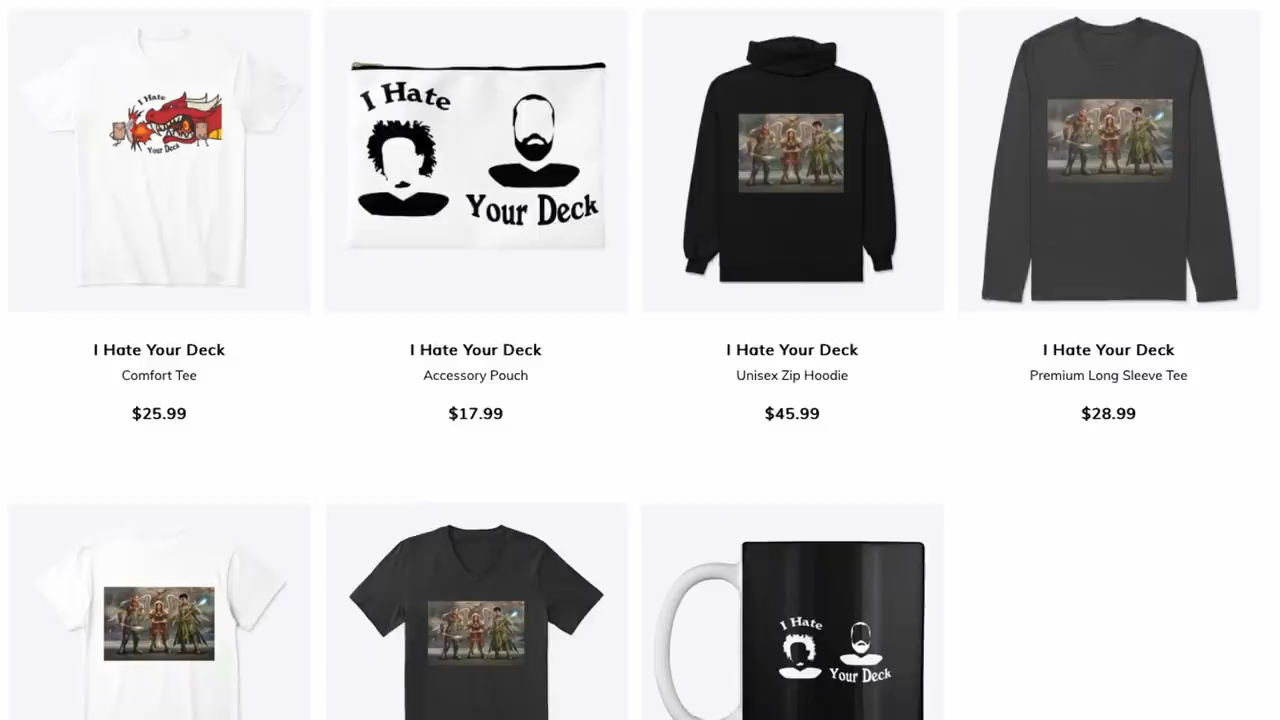 I Hate
Your Deck
I Hate
Your Deck
I Hate Your Deck
Comfort Tee
$25.99
I Hate Your Deck
Accessory Pouch
$17.99
I Hate Your Deck
Unisex Zip Hoodie
$45.99
I Hate Your Deck
Premium Long Sleeve Tee
$28.99
I Hate
Your Deck